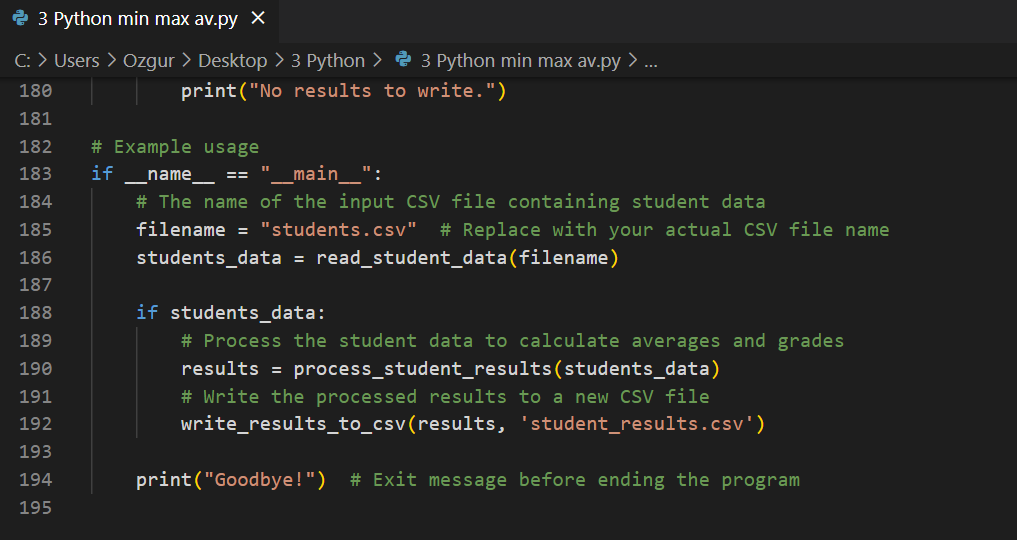 3 Python min max av.py ×
C: > Users > Ozgur > Desktop > 3 Python > 3 Python min max av.py > ...
180         print("No results to write.")
181
182 # Example usage
183 if __name__ == "__main__":
184     # The name of the input CSV file containing student data
185     filename = "students.csv"  # Replace with your actual CSV file name
186     students_data = read_student_data(filename)
187
188     if students_data:
189         # Process the student data to calculate averages and grades
190         results = process_student_results(students_data)
191         # Write the processed results to a new CSV file
192         write_results_to_csv(results, 'student_results.csv')
193
194     print("Goodbye!")  # Exit message before ending the program
195